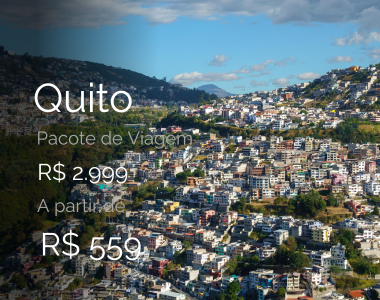 Quito
Pacote de Viagem
R$ 2.999
A partir de
R$ 559